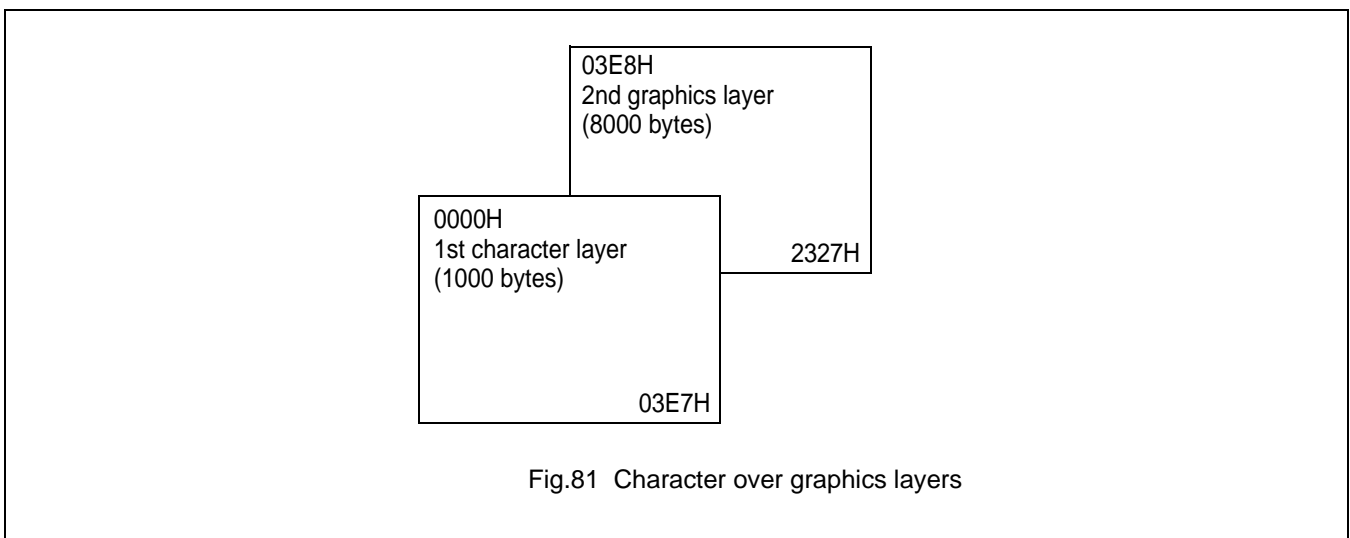 03E8H
2nd graphics layer
(8000 bytes)
2327H
0000H
1st character layer
(1000 bytes)
03E7H
Fig.81 Character over graphics layers